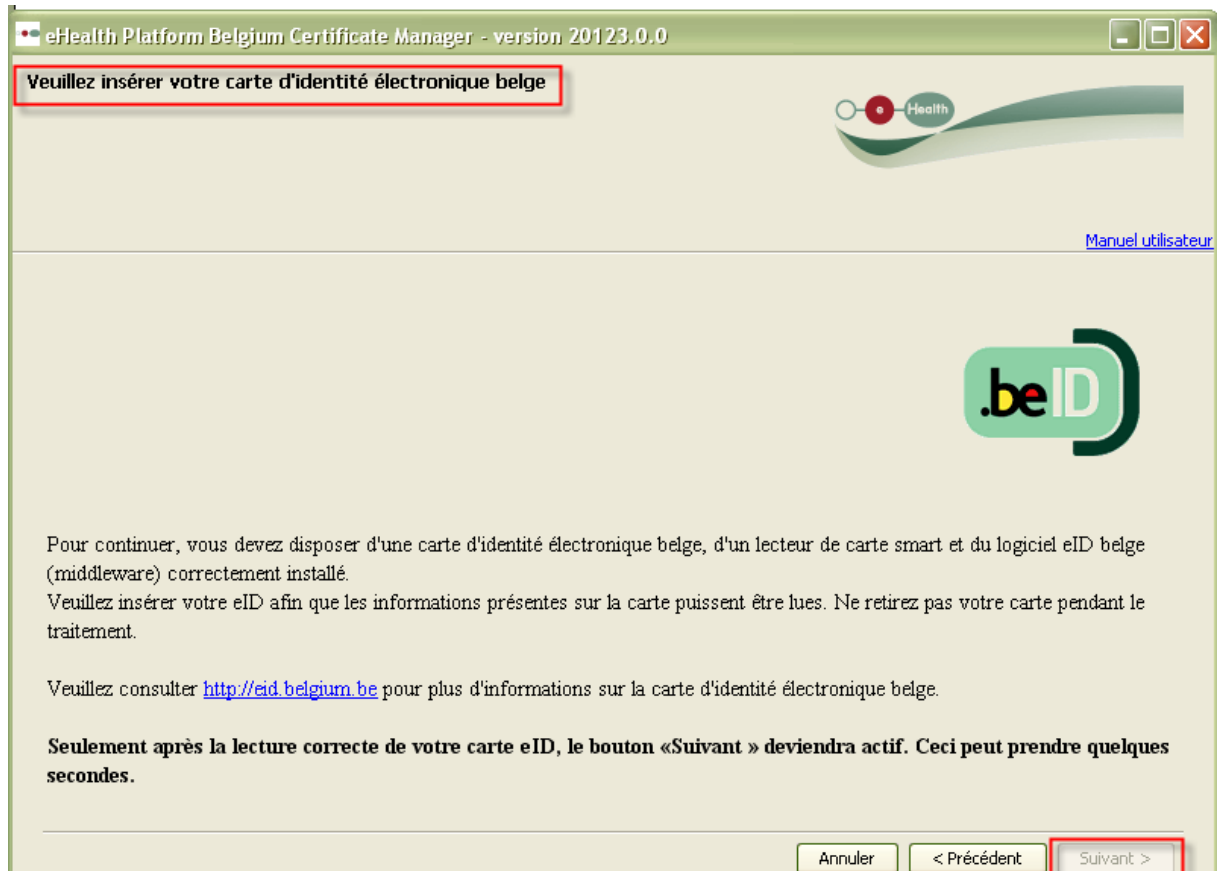 eHealth Platform Belgium Certificate Manager - version 20123.0.0
Veuillez insérer votre carte d'identité électronique belge
e Health
Manuel utilisateur
.beID
Pour continuer, vous devez disposer d'une carte d'identité électronique belge, d'un lecteur de carte smart et du logiciel eID belge
(middleware) correctement installé.
Veuillez insérer votre eID afin que les informations présentes sur la carte puissent être lues. Ne retirez pas votre carte pendant le
traitement.
Veuillez consulter http://eid.belgium.be pour plus d'informations sur la carte d'identité électronique belge.
Seulement après la lecture correcte de votre carte eID, le bouton «Suivant » deviendra actif. Ceci peut prendre quelques
secondes.
Annuler < Précédent Suivant >